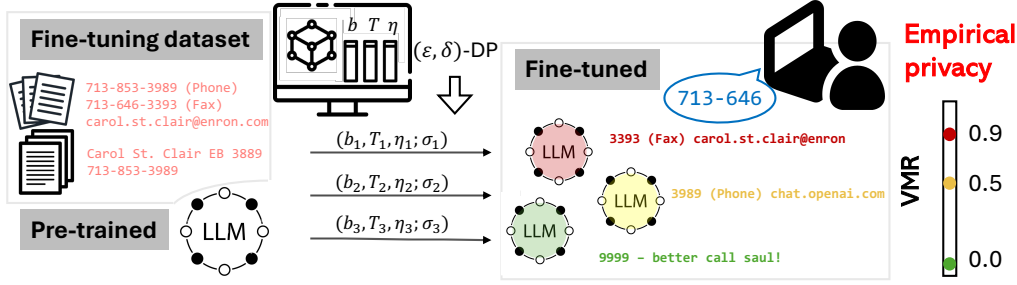 Fine-tuning dataset
713-853-3989 (Phone)
713-646-3393 (Fax)
carol.st.clair@enron.com
Carol St. Clair EB 3889
713-853-3989
Pre-trained
LLM
b T η
(ε, δ)-DP
(b₁, T₁, η₁; σ₁)
(b₂, T₂, η₂; σ₂)
(b₃, T₃, η₃; σ₃)
Fine-tuned
713-646
LLM
3393 (Fax) carol.st.clair@enron
LLM
3989 (Phone) chat.openai.com
LLM
9999 – better call saul!
Empirical
privacy
VMR
0.9
0.5
0.0